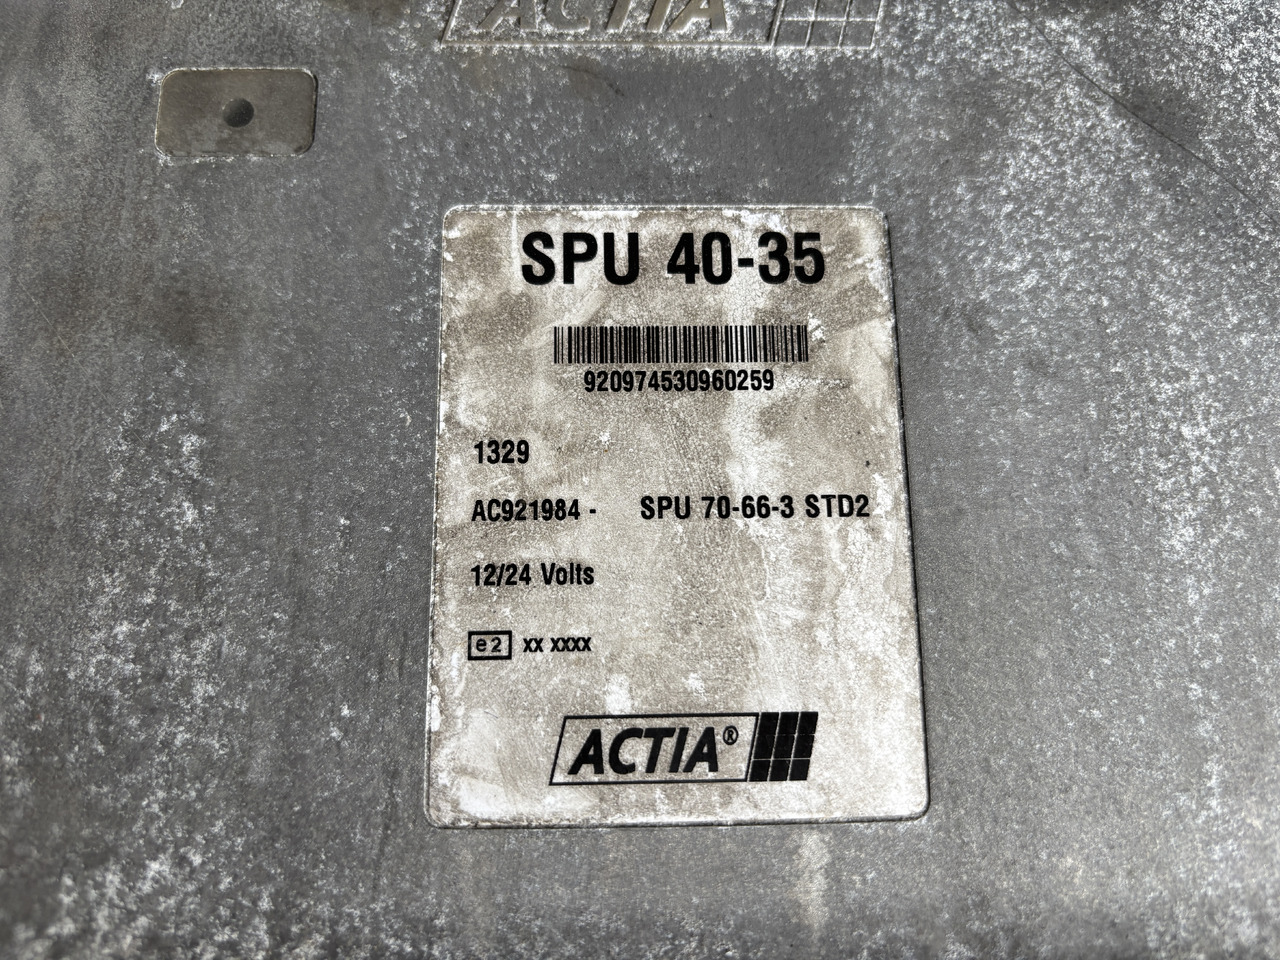 ACTIA
SPU 40-35
920974530960259
1329
AC921984 - SPU 70-66-3 STD2
12/24 Volts
e2 xx xxxx
ACTIA®